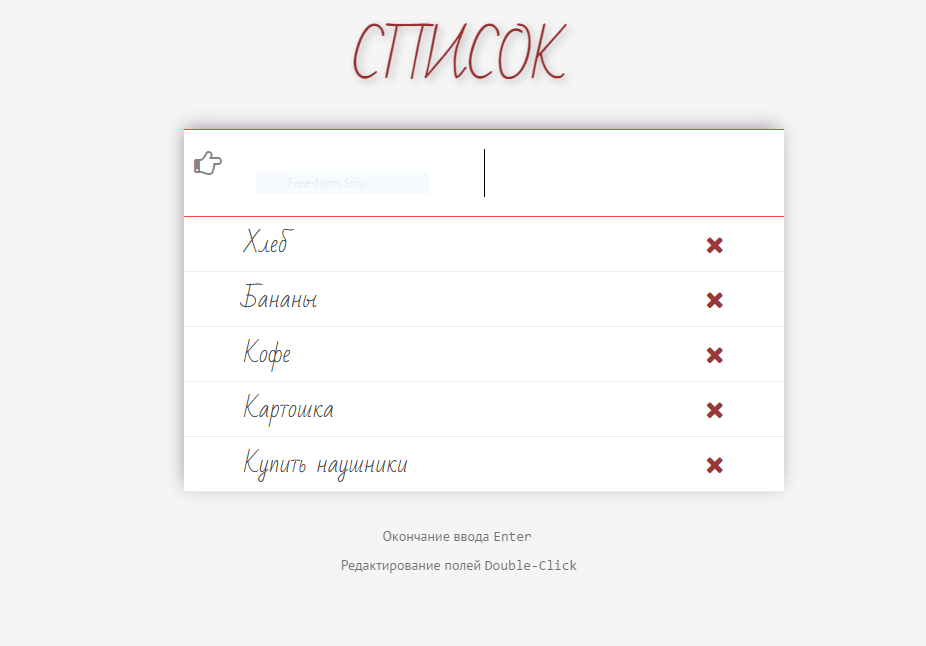 СПИСОК
Free-form Snip
Хлеб
Бананы
Кофе
Картошка
Купить наушники
Окончание ввода Enter
Редактирование полей Double-Click